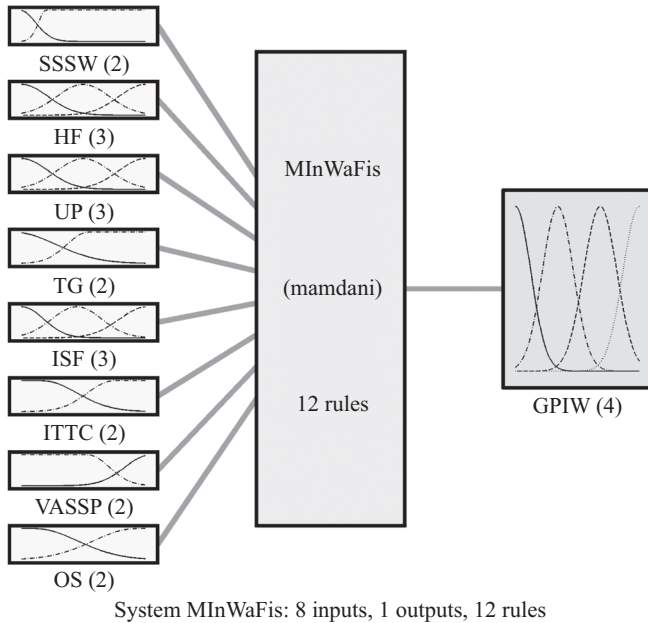 SSSW (2)
HF (3)
UP (3)
TG (2)
ISF (3)
ITTC (2)
VASSP (2)
OS (2)
MInWaFis
(mamdani)
12 rules
GPIW (4)
System MInWaFis: 8 inputs, 1 outputs, 12 rules